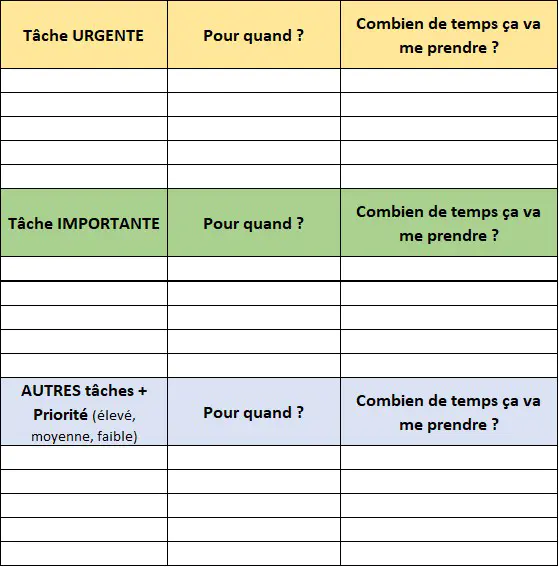 Tâche URGENTE
Pour quand ?
Combien de temps ça va
me prendre ?
Tâche IMPORTANTE
Pour quand ?
Combien de temps ça va
me prendre ?
AUTRES tâches +
Priorité (élevé,
moyenne, faible)
Pour quand ?
Combien de temps ça va
me prendre ?